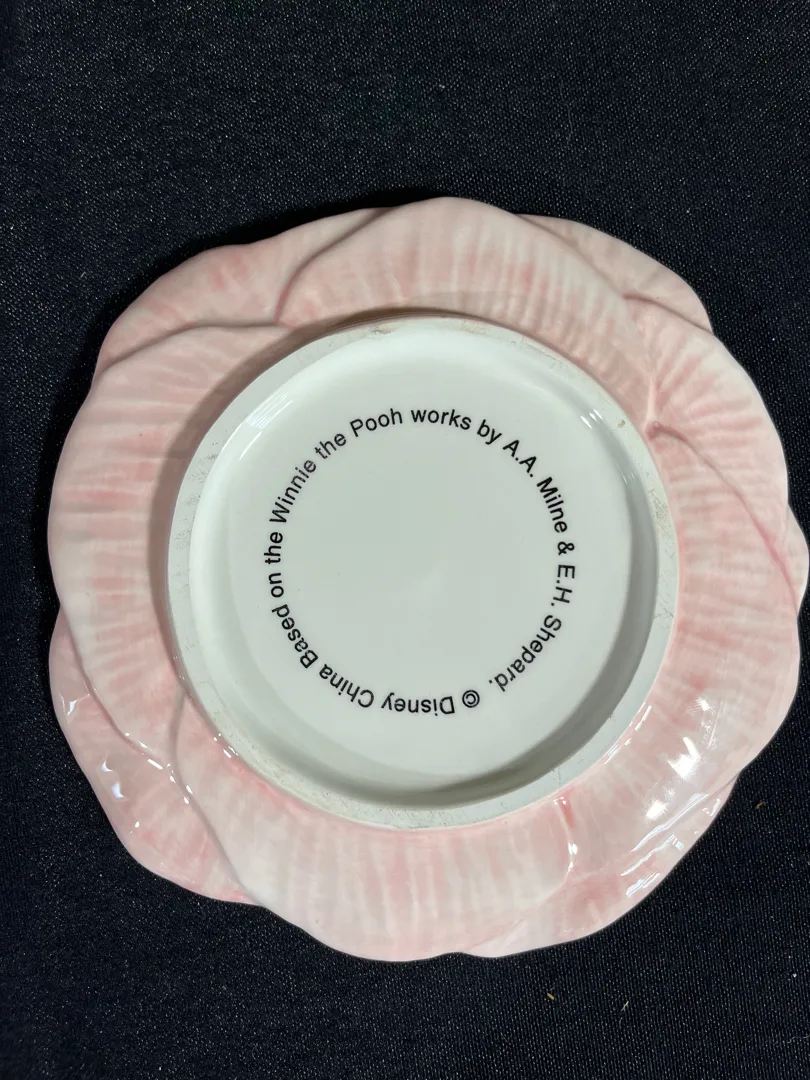 © Disney China Based on the Winnie the Pooh works by A.A. Milne & E.H. Shepard.